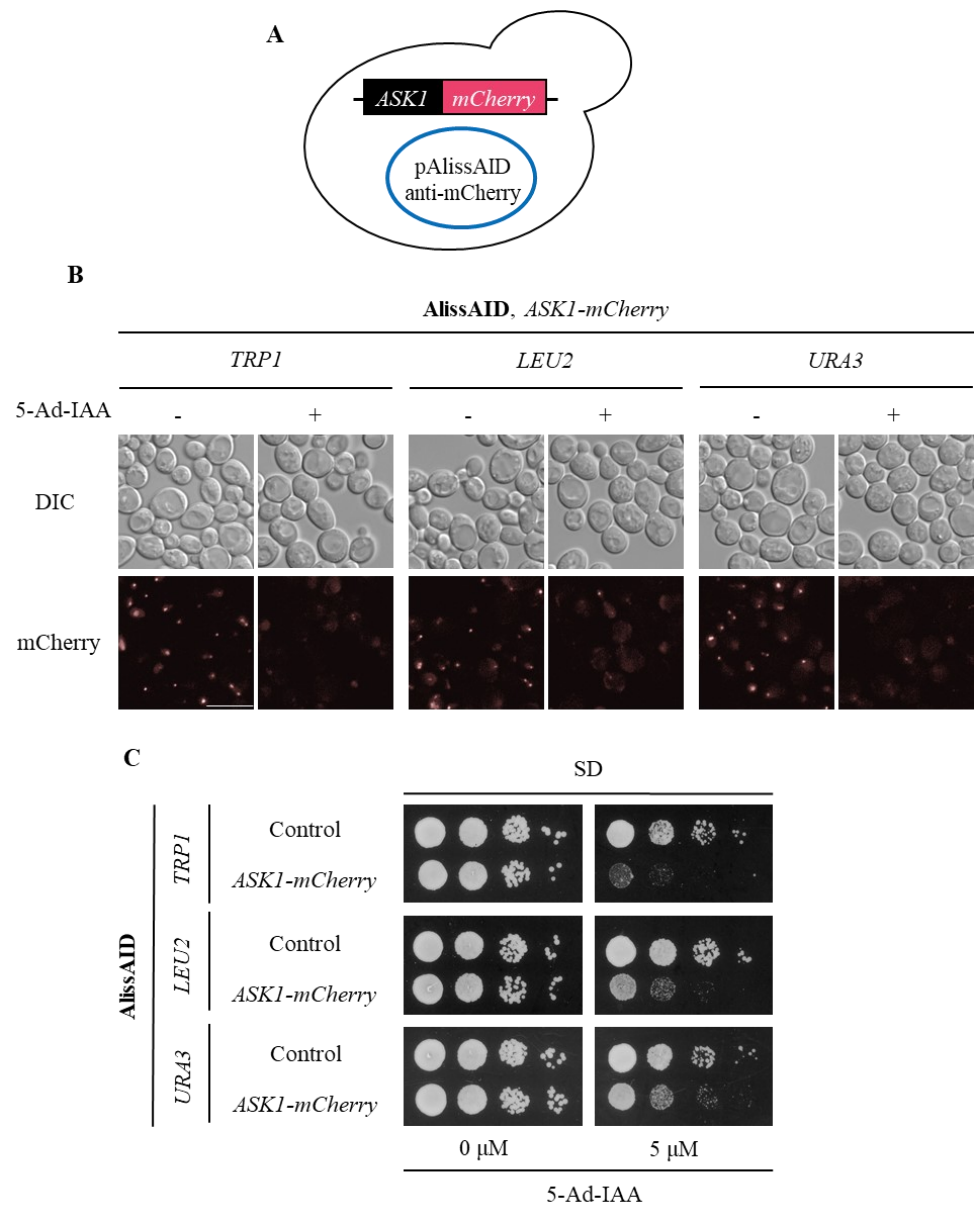 A
ASK1 mCherry
pAlissAID
anti-mCherry
B
AlissAID, ASK1-mCherry
TRP1 LEU2 URA3
5-Ad-IAA - + - + - +
DIC
mCherry
C
SD
AlissAID
TRP1
Control
ASK1-mCherry
LEU2
Control
ASK1-mCherry
URA3
Control
ASK1-mCherry
0 μM 5 μM
5-Ad-IAA